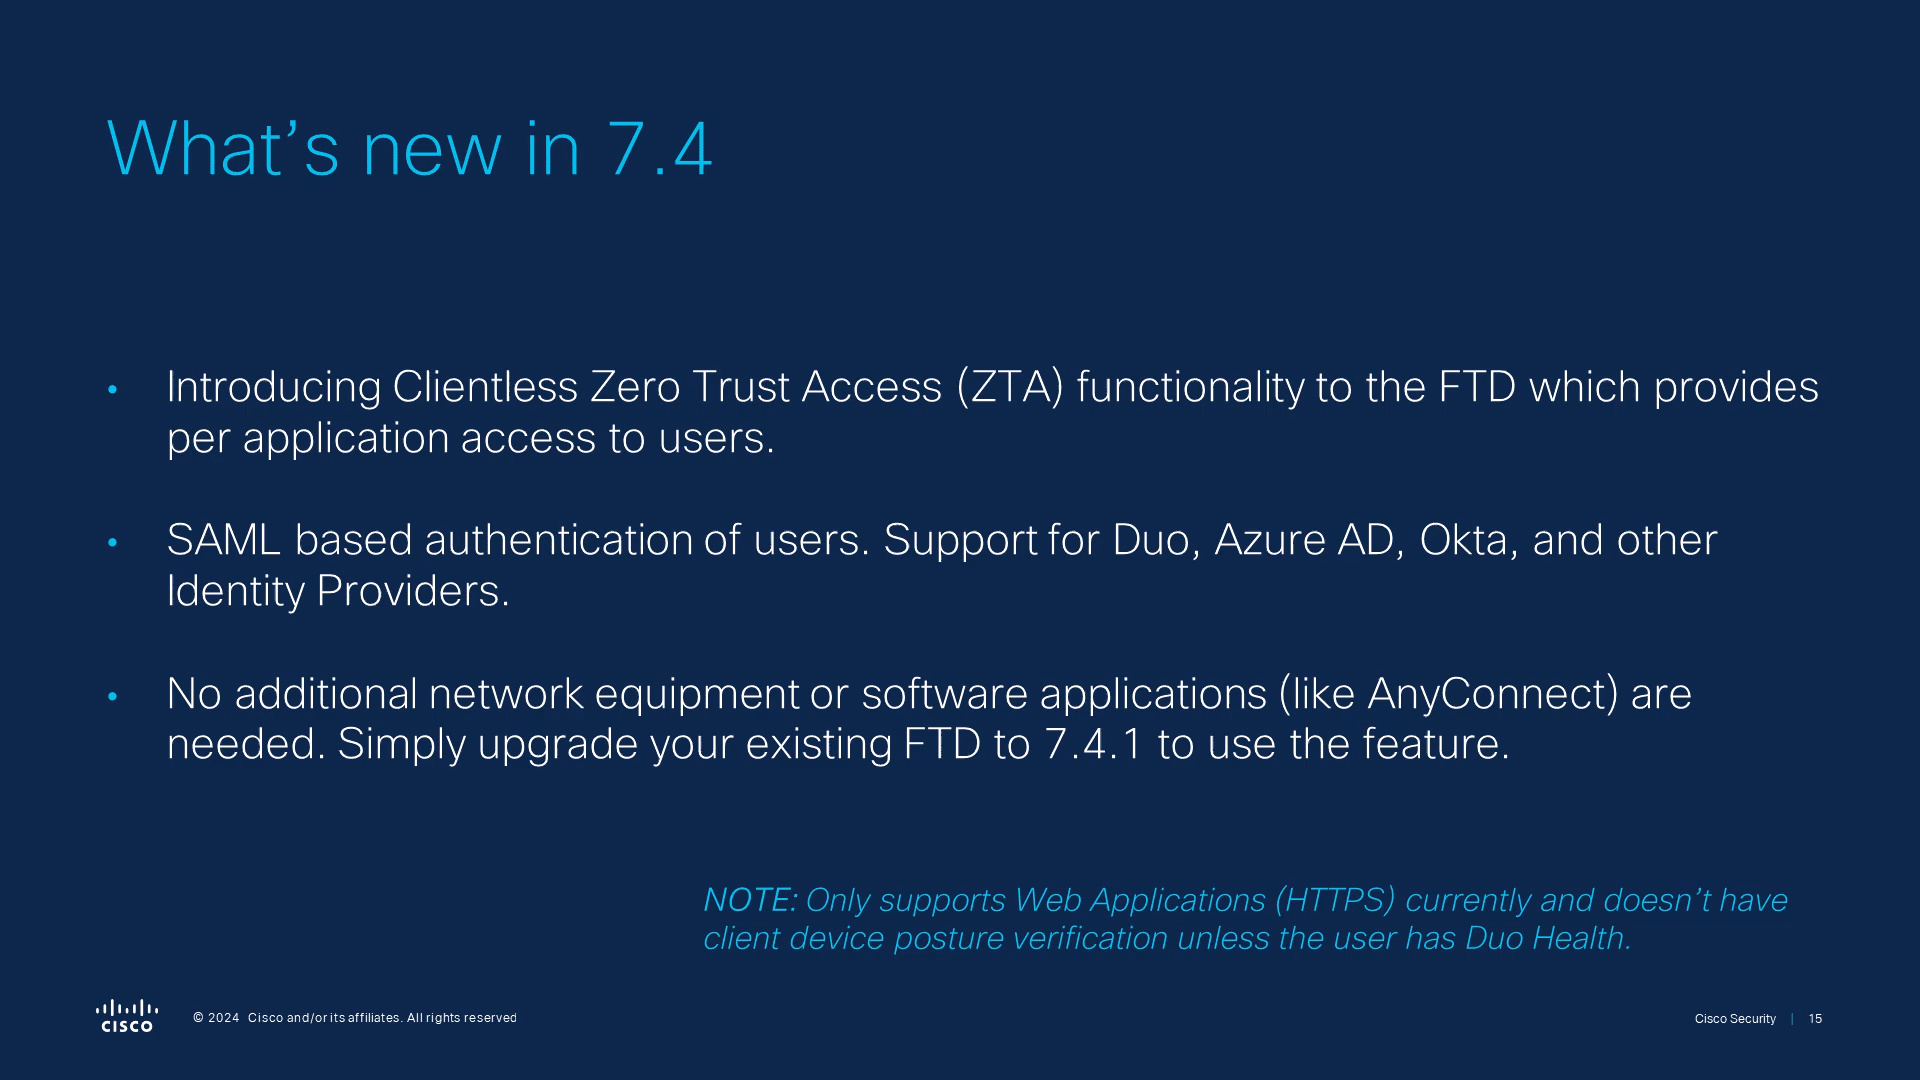 What’s new in 7.4
• Introducing Clientless Zero Trust Access (ZTA) functionality to the FTD which provides
per application access to users.
• SAML based authentication of users. Support for Duo, Azure AD, Okta, and other
Identity Providers.
• No additional network equipment or software applications (like AnyConnect) are
needed. Simply upgrade your existing FTD to 7.4.1 to use the feature.
NOTE: Only supports Web Applications (HTTPS) currently and doesn’t have
client device posture verification unless the user has Duo Health.
CISCO
© 2024 Cisco and/or its affiliates. All rights reserved
Cisco Security | 15